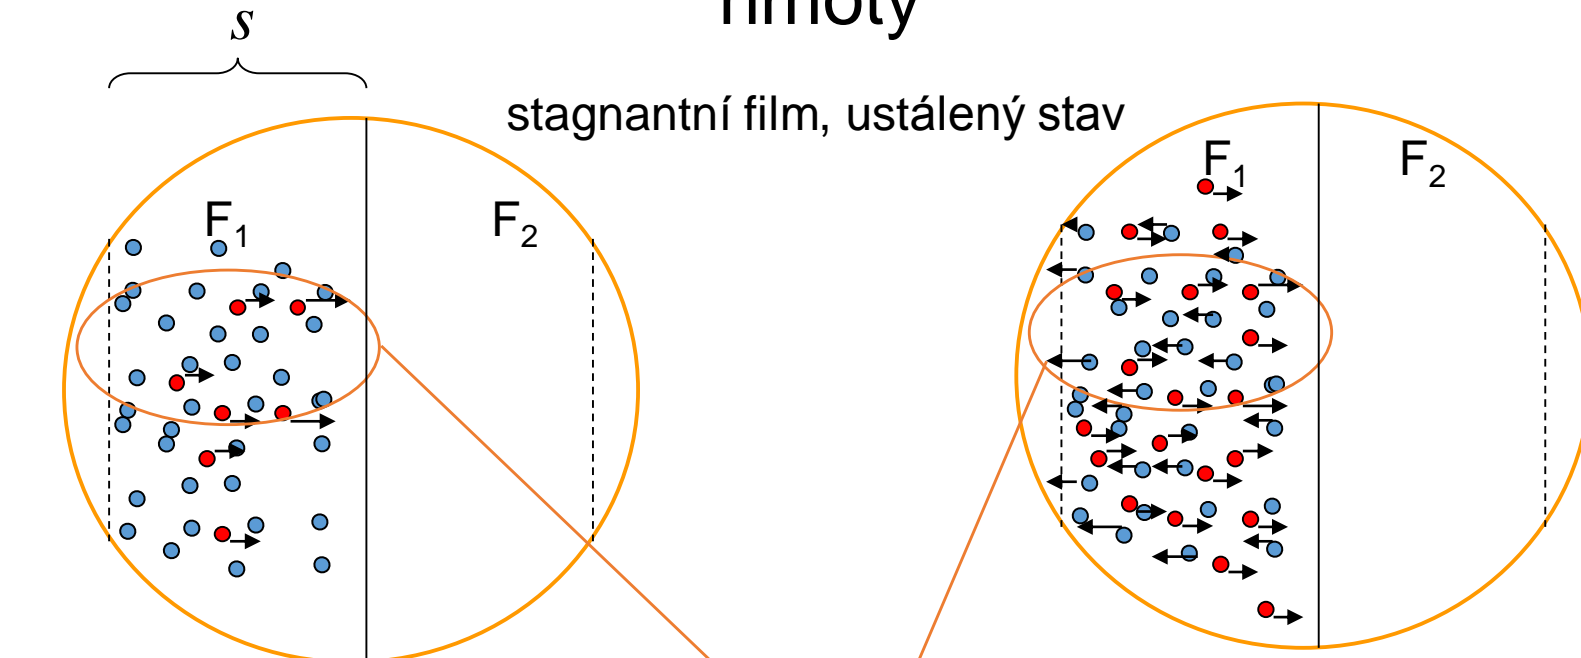 s
stagnantní film, ustálený stav
F₁ F₂
F₁ F₂